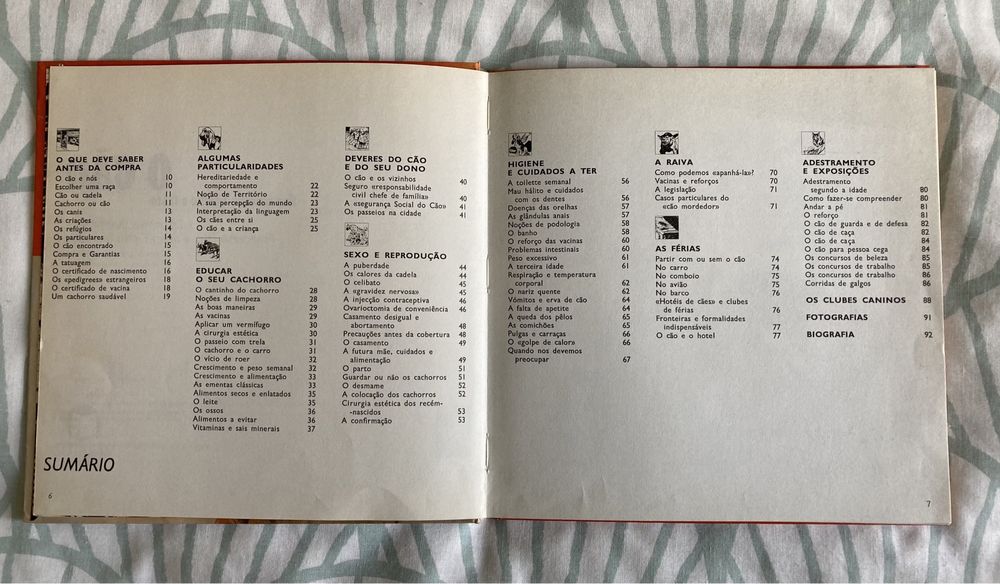 O QUE DEVE SABER
ANTES DA COMPRA
O cão e nós 10
Escolher uma raça 10
Cão ou cadela 11
Cachorro ou cão 11
Os canis 13
As criações 13
Os refúgios 14
Os particulares 14
O cão encontrado 15
Compra e Garantias 15
A tatuagem 16
O certificado de nascimento 16
Os «pedigrees» estrangeiros 18
O certificado de vacina 18
Um cachorro saudável 19
ALGUMAS
PARTICULARIDADES
Hereditariedade e
comportamento 22
Noção de Território 22
A sua percepção do mundo 23
Interpretação da linguagem 23
Os cães entre si 25
O cão e a criança 25
EDUCAR
O SEU CACHORRO
O cantinho do cachorro 28
Noções de limpeza 28
As boas maneiras 29
As vacinas 29
Aplicar um vermífugo 30
A cirurgia estética 30
O passeio com trela 31
O cachorro e o carro 31
O vício de roer 32
Crescimento e peso semanal 32
Crescimento e alimentação 33
As ementas clássicas 33
Alimentos secos e enlatados 35
O leite 35
Os ossos 36
Alimentos a evitar 36
Vitaminas e sais minerais 37
DEVERES DO CÃO
E DO SEU DONO
O cão e os vizinhos 40
Seguro «responsabilidade
civil chefe de família» 40
A «segurança Social do Cão» 41
Os passeios na cidade 41
SEXO E REPRODUÇÃO
A puberdade 44
Os calores da cadela 44
O celibato 45
A «gravidez nervosa» 45
A injecção contraceptiva 46
Ovarioctomia de conveniência 46
Casamento desigual e
abortamento 48
Precauções antes da cobertura 48
O casamento 49
A futura mãe, cuidados e
alimentação 49
O parto 51
Guardar ou não os cachorros 51
O desmame 52
A colocação dos cachorros 52
Cirurgia estética dos recém-
-nascidos 53
A confirmação 53
SUMÁRIO
6
HIGIENE
E CUIDADOS A TER
A toilette semanal 56
Mau hálito e cuidados
com os dentes 56
Doenças das orelhas 57
As glândulas anais 57
Noções de podologia 58
O banho 58
O reforço das vacinas 60
Problemas intestinais 60
Peso excessivo 61
A terceira idade 61
Respiração e temperatura
corporal 62
O nariz quente 62
Vómitos e erva de cão 64
A falta de apetite 64
A queda dos pêlos 65
As comichões 65
Pulgas e carraças 66
O «golpe de calor» 66
Quando nos devemos
preocupar 67
A RAIVA
Como podemos «apanhá-la»? 70
Vacinas e reforços 70
A legislação 71
Casos particulares do
«cão mordedor» 71
AS FÉRIAS
Partir com ou sem o cão 74
No carro 74
No comboio 75
No avião 75
No barco 76
«Hotéis de cães» e clubes
de férias 76
Fronteiras e formalidades
indispensáveis 77
O cão e o hotel 77
ADESTRAMENTO
E EXPOSIÇÕES
Adestramento
segundo a idade 80
Como fazer-se compreender 80
Andar a pé 81
O reforço 81
O cão de guarda e de defesa 82
O cão de caça 82
O cão de caça 84
O cão para pessoa cega 84
Os concursos de beleza 85
Os concursos de trabalho 85
Os concursos de trabalho 86
Corridas de galgos 86
OS CLUBES CANINOS 88
FOTOGRAFIAS 91
BIOGRAFIA 92
7